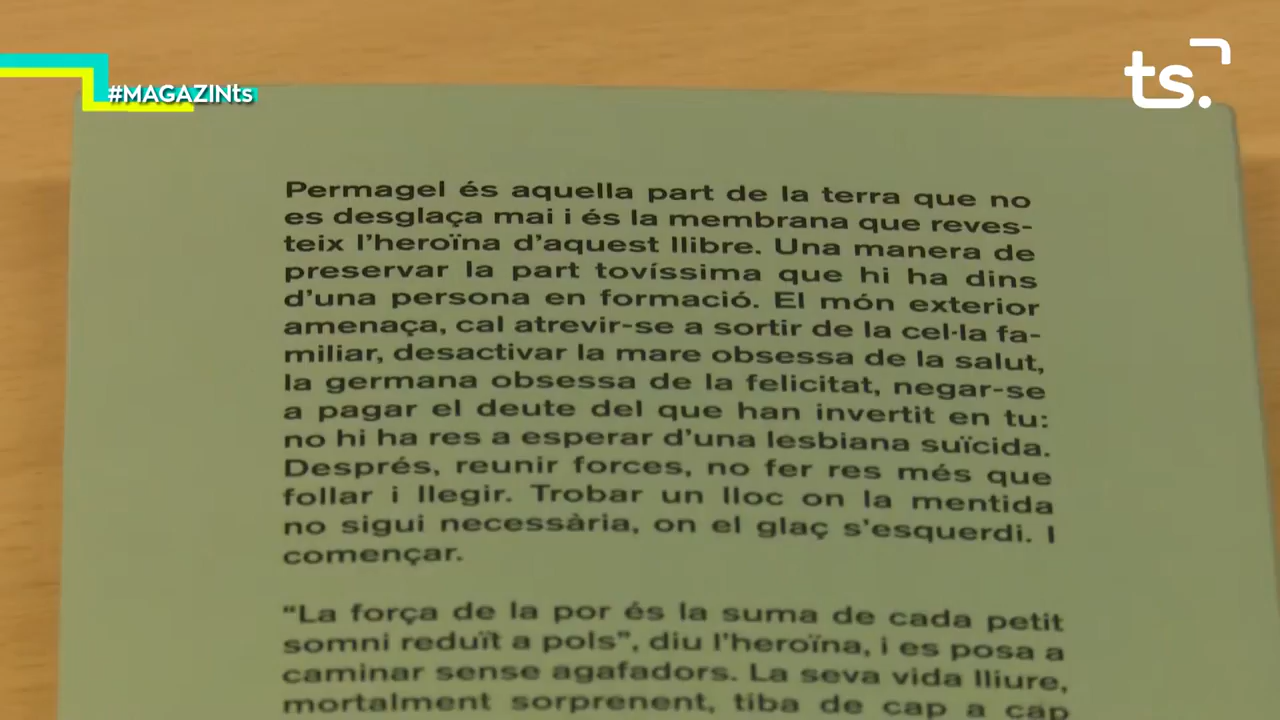 #MAGAZINts
ts.
Permagel és aquella part de la terra que no
es desglaça mai i és la membrana que reves-
teix l'heroïna d'aquest llibre. Una manera de
preservar la part tovíssima que hi ha dins
d'una persona en formació. El món exterior
amenaça, cal atrevir-se a sortir de la cel·la fa-
miliar, desactivar la mare obsessa de la salut,
la germana obsessa de la felicitat, negar-se
a pagar el deute del que han invertit en tu:
no hi ha res a esperar d'una lesbiana suïcida.
Després, reunir forces, no fer res més que
follar i llegir. Trobar un lloc on la mentida
no sigui necessària, on el glaç s'esquerdi. I
començar.
“La força de la por és la suma de cada petit
somni reduït a pols”, diu l'heroïna, i es posa a
caminar sense agafadors. La seva vida lliure,
mortalment sorprenent, tiba de cap a cap